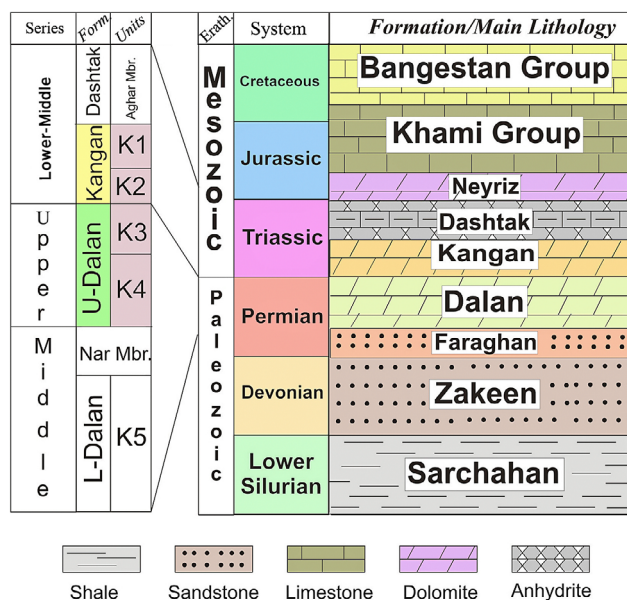 Series Form Units Erath. System Formation/Main Lithology
Lower-Middle
Dashtak
Aghar Mbr.
Kangan
K1
K2
Upper
U-Dalan
K3
K4
Middle
Nar Mbr.
L-Dalan
K5
Mesozoic
Paleozoic
Cretaceous
Jurassic
Triassic
Permian
Devonian
Lower
Silurian
Bangestan Group
Khami Group
Neyriz
Dashtak
Kangan
Dalan
Faraghan
Zakeen
Sarchahan
Shale Sandstone Limestone Dolomite Anhydrite